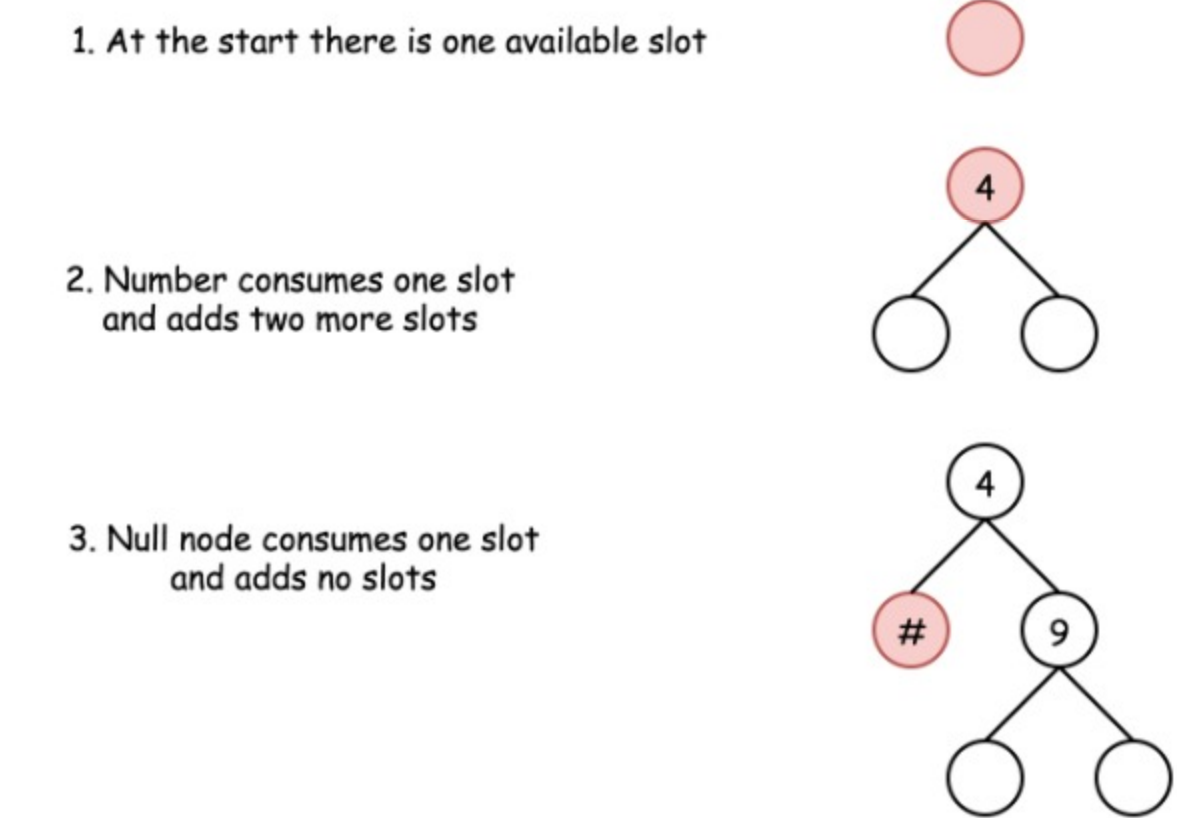 1. At the start there is one available slot
4
2. Number consumes one slot
and adds two more slots
4
3. Null node consumes one slot
and adds no slots
#
9